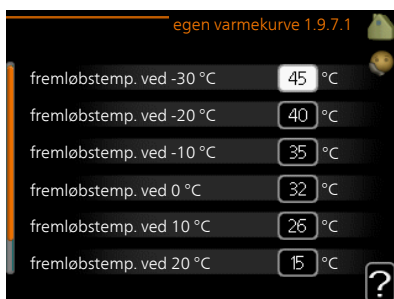 egen varmekurve 1.9.7.1
fremløbstemp. ved -30 °C 45 °C
fremløbstemp. ved -20 °C 40 °C
fremløbstemp. ved -10 °C 35 °C
fremløbstemp. ved 0 °C 32 °C
fremløbstemp. ved 10 °C 26 °C
fremløbstemp. ved 20 °C 15 °C
?